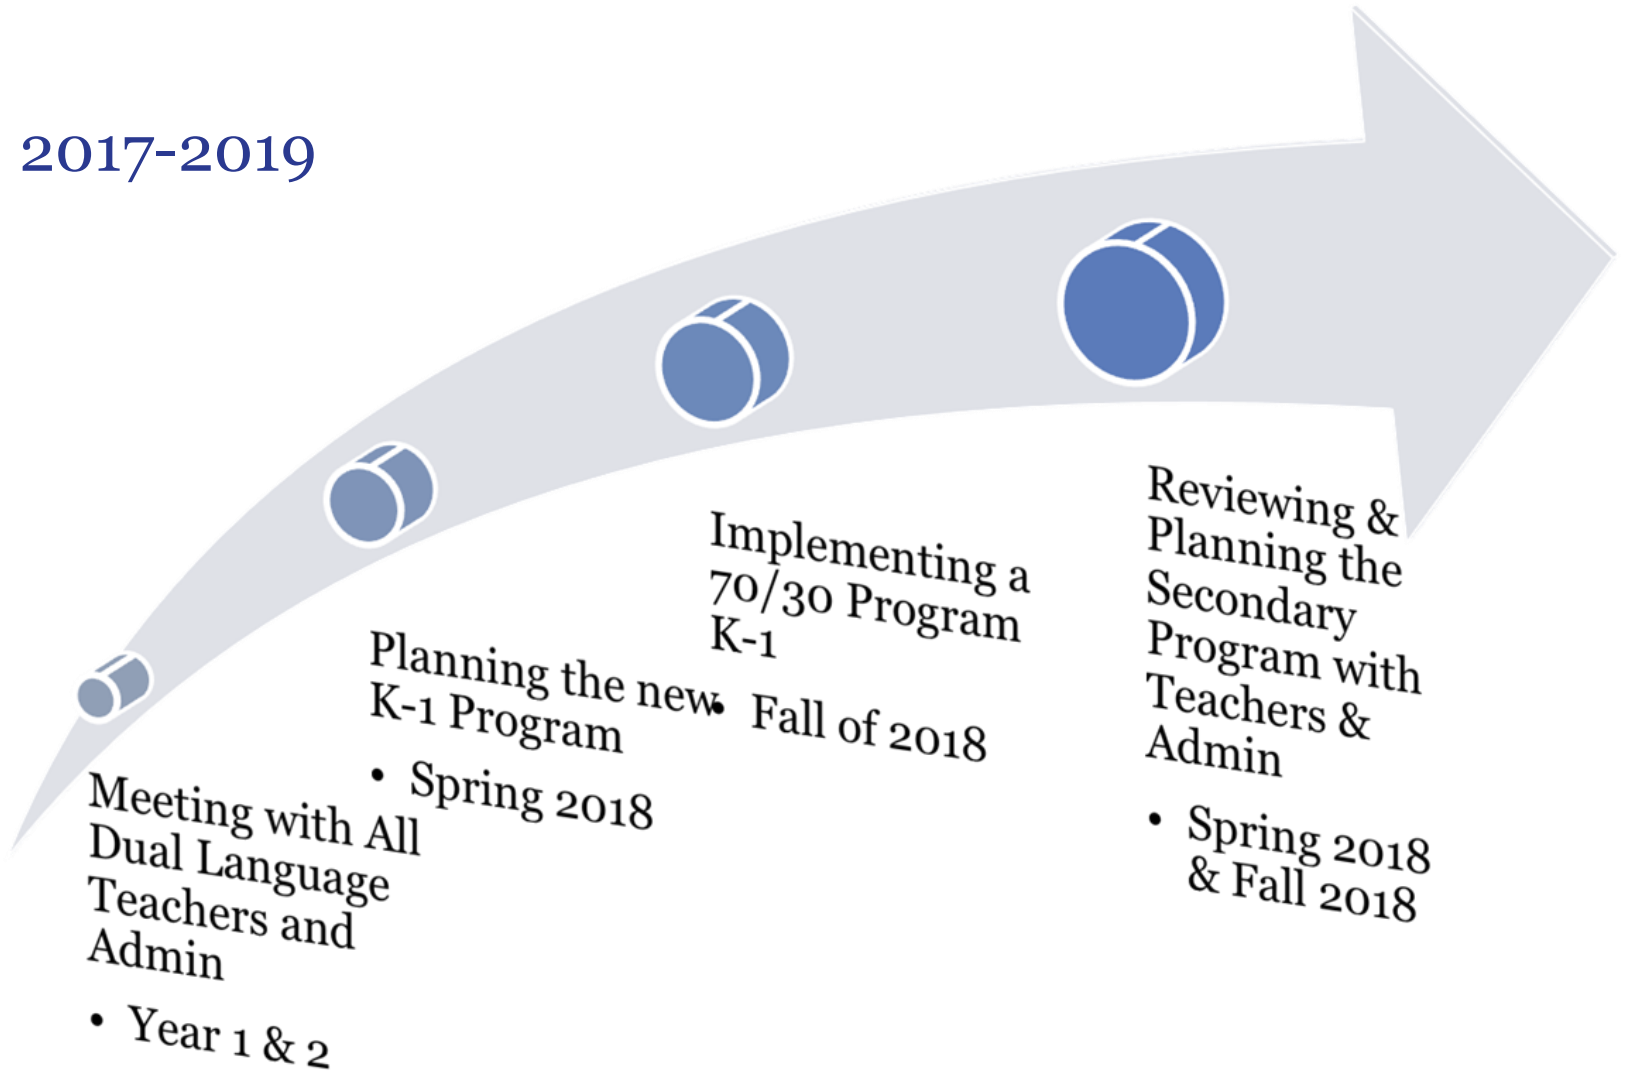 2017-2019
Meeting with All
Dual Language
Teachers and
Admin
• Year 1 & 2
Planning the new
K-1 Program
• Spring 2018
Implementing a
70/30 Program
K-1
• Fall of 2018
Reviewing &
Planning the
Secondary
Program with
Teachers &
Admin
• Spring 2018
& Fall 2018